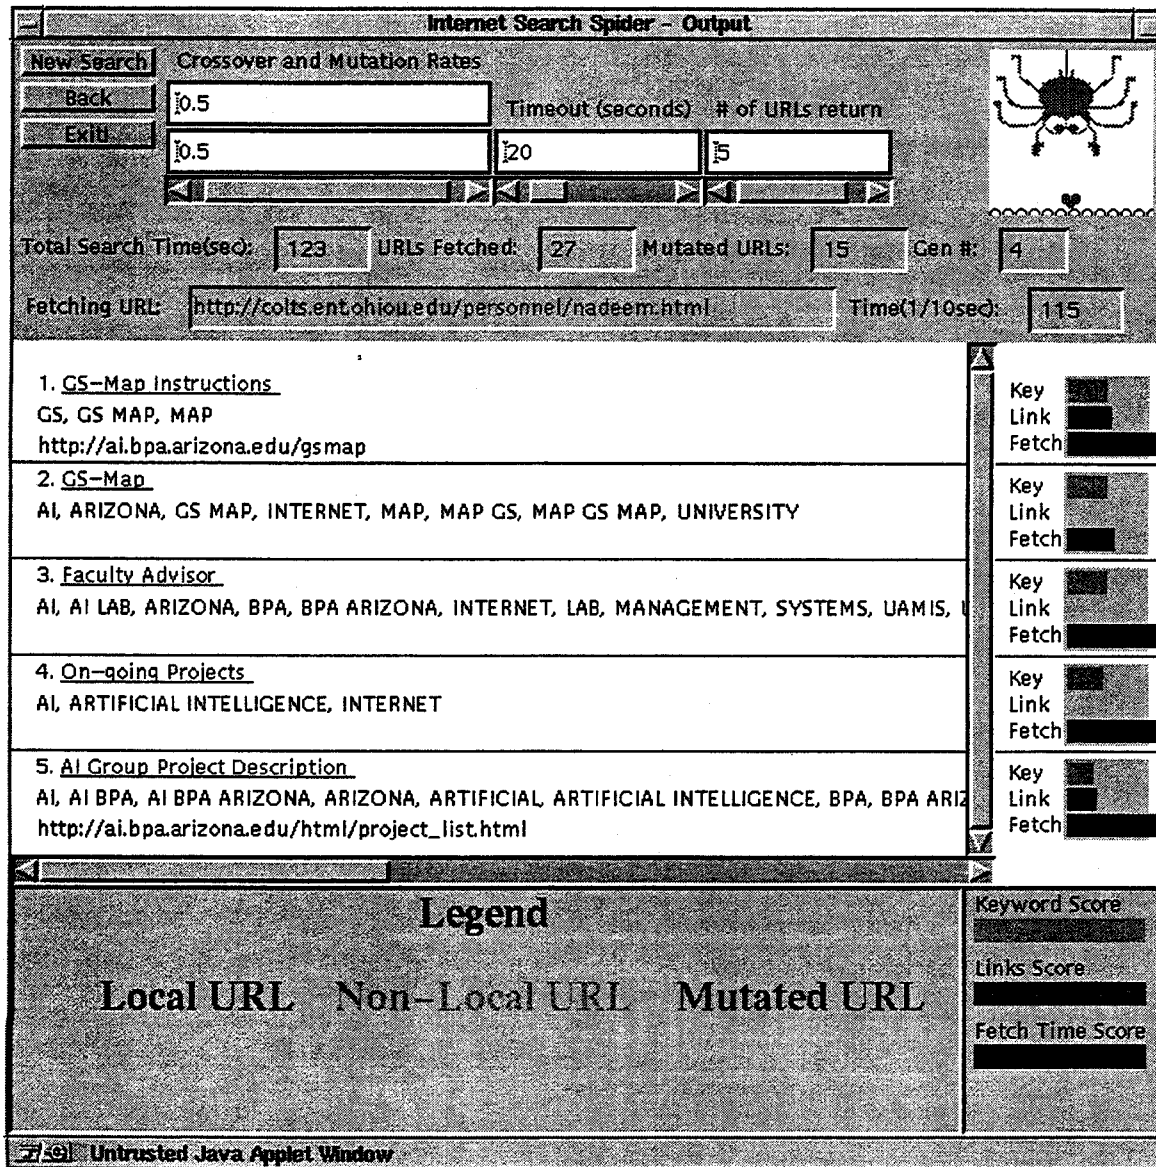 Internet Search Spider – Output
New Search
Crossover and Mutation Rates
Back
0.5
Timeout (seconds)
# of URLs return
Exit!
0.5
20
5
Total Search Time(sec): 123 URLs Fetched: 27 Mutated URLs: 15 Gen #: 4
Fetching URL: http://colts.ent.ohiou.edu/personnel/nadeem.html Time(1/10sec): 115
1. GS-Map Instructions
GS, GS MAP, MAP
http://ai.bpa.arizona.edu/gsmap
Key
Link
Fetch
2. GS-Map
AI, ARIZONA, GS MAP, INTERNET, MAP, MAP GS, MAP GS MAP, UNIVERSITY
Key
Link
Fetch
3. Faculty Advisor
AI, AI LAB, ARIZONA, BPA, BPA ARIZONA, INTERNET, LAB, MANAGEMENT, SYSTEMS, UAMIS,
Key
Link
Fetch
4. On-going Projects
AI, ARTIFICIAL INTELLIGENCE, INTERNET
Key
Link
Fetch
5. AI Group Project Description
AI, AI BPA, AI BPA ARIZONA, ARIZONA, ARTIFICIAL, ARTIFICIAL INTELLIGENCE, BPA, BPA ARIZ
http://ai.bpa.arizona.edu/html/project_list.html
Key
Link
Fetch
Legend
Local URL Non-Local URL Mutated URL
Keyword Score
Links Score
Fetch Time Score
Untrusted Java Applet Window